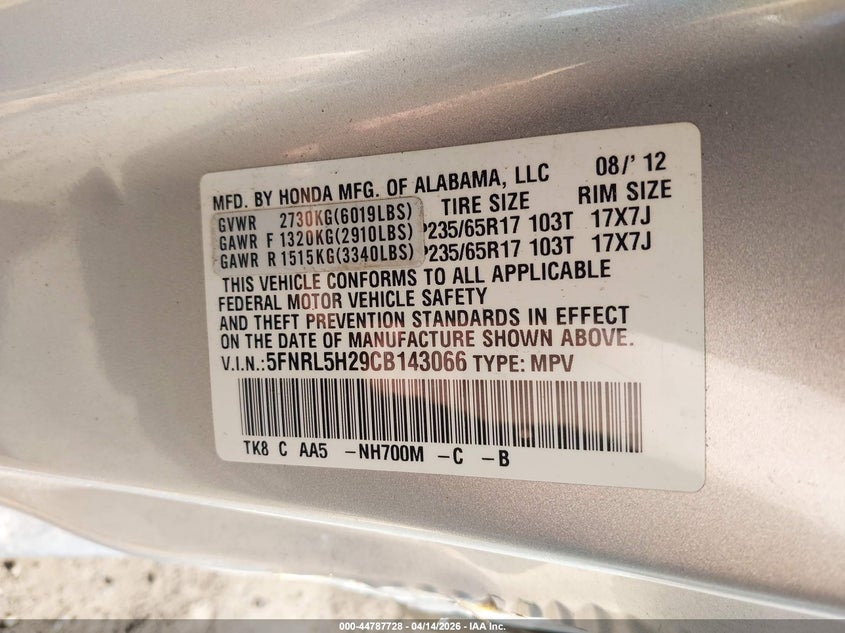 MFD. BY HONDA MFG. OF ALABAMA, LLC 08/' 12
TIRE SIZE RIM SIZE
GVWR 2730KG(6019LBS)
GAWR F 1320KG(2910LBS) P235/65R17 103T 17X7J
GAWR R 1515KG(3340LBS) P235/65R17 103T 17X7J
THIS VEHICLE CONFORMS TO ALL APPLICABLE
FEDERAL MOTOR VEHICLE SAFETY
AND THEFT PREVENTION STANDARDS IN EFFECT
ON THE DATE OF MANUFACTURE SHOWN ABOVE.
V.I.N.:5FNRL5H29CB143066 TYPE: MPV
TK8 C AA5 -NH700M -C -B
000-44787728 - 04/14/2026 - IAA Inc.